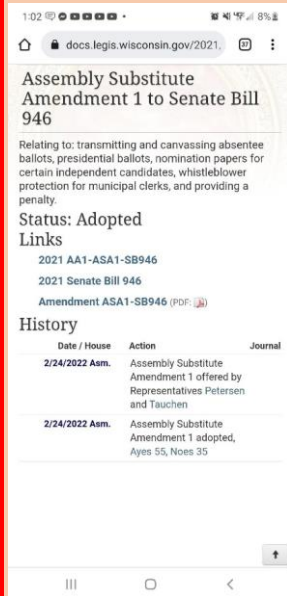 1:02
8%
docs.legis.wisconsin.gov/2021.
Assembly Substitute
Amendment 1 to Senate Bill
946
Relating to: transmitting and canvassing absentee
ballots, presidential ballots, nomination papers for
certain independent candidates, whistleblower
protection for municipal clerks, and providing a
penalty.
Status: Adopted
Links
2021 AA1-ASA1-SB946
2021 Senate Bill 946
Amendment ASA1-SB946 (PDF: )
History
Date / House Action Journal
2/24/2022 Asm. Assembly Substitute
Amendment 1 offered by
Representatives Petersen
and Tauchen
2/24/2022 Asm. Assembly Substitute
Amendment 1 adopted,
Ayes 55, Noes 35